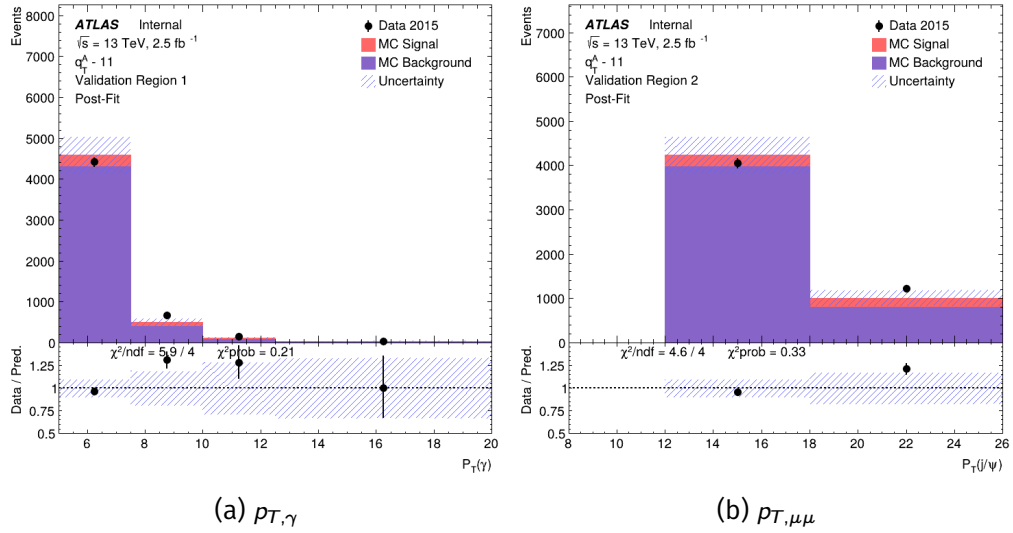 Events
8000
7000
6000
5000
4000
3000
2000
1000
0
ATLAS Internal
√s = 13 TeV, 2.5 fb⁻¹
q_T^A - 11
Validation Region 1
Post-Fit
Data 2015
MC Signal
MC Background
Uncertainty
χ²/ndf = 5.9 / 4 χ²prob = 0.21
Data / Pred.
1.25
1
0.75
0.5
6 8 10 12 14 16 18 20
P_T(γ)
(a) p_T,γ
Events
7000
6000
5000
4000
3000
2000
1000
0
ATLAS Internal
√s = 13 TeV, 2.5 fb⁻¹
q_T^A - 11
Validation Region 2
Post-Fit
Data 2015
MC Signal
MC Background
Uncertainty
χ²/ndf = 4.6 / 4 χ²prob = 0.33
Data / Pred.
1.25
1
0.75
0.5
8 10 12 14 16 18 20 22 24 26
P_T(j/ψ)
(b) p_T,μμ